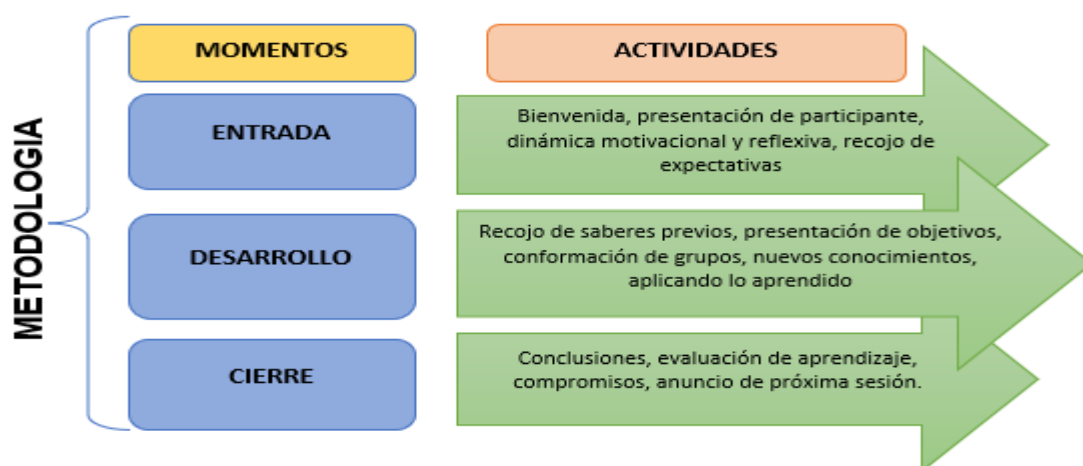 METODOLOGIA
MOMENTOS
ACTIVIDADES
ENTRADA
Bienvenida, presentación de participante,
dinámica motivacional y reflexiva, recojo de
expectativas
DESARROLLO
Recojo de saberes previos, presentación de objetivos,
conformación de grupos, nuevos conocimientos,
aplicando lo aprendido
CIERRE
Conclusiones, evaluación de aprendizaje,
compromisos, anuncio de próxima sesión.